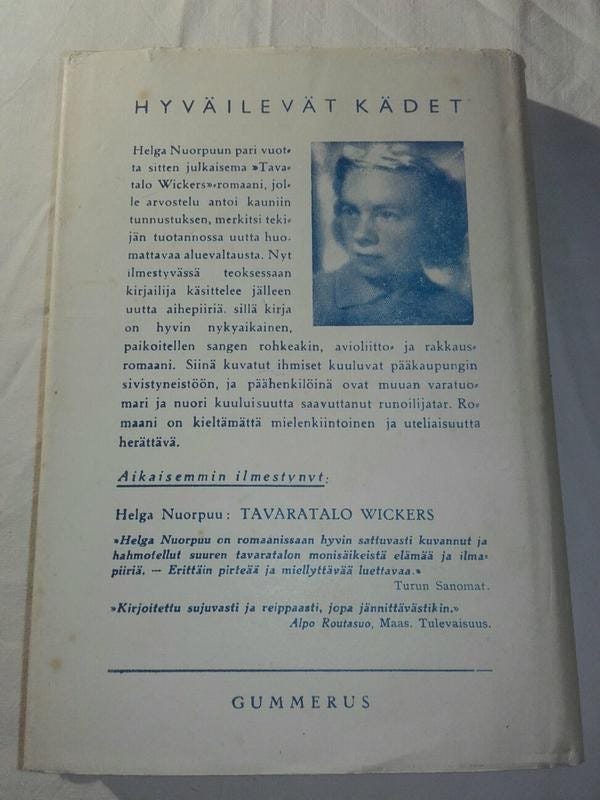 HYVÄILEVÄT KÄDET
Helga Nuorpuun pari vuot-
ta sitten julkaisema »Tava-
talo Wickers»-romaani, jol-
le arvostelu antoi kauniin
tunnustuksen, merkitsi teki-
jän tuotannossa uutta huo-
mattavaa aluevaltausta. Nyt
ilmestyvässä teoksessaan
kirjailija käsittelee jälleen
uutta aihepiiriä. sillä kirja
on hyvin nykyaikainen,
paikoitellen sangen rohkeakin, avioliitto- ja rakkaus-
romaani. Siinä kuvatut ihmiset kuuluvat pääkaupungin
sivistyneistöön, ja päähenkilöinä ovat muuan varatuo-
mari ja nuori kuuluisuutta saavuttanut runoilijatar. Ro-
maani on kieltämättä mielenkiintoinen ja uteliaisuutta
herättävä.
Aikaisemmin ilmestynyt:
Helga Nuorpuu: TAVARATALO WICKERS
»Helga Nuorpuu on romaanissaan hyvin sattuvasti kuvannut ja
hahmotellut suuren tavaratalon monisäikeistä elämää ja ilma-
piiriä. — Erittäin pirteää ja miellyttävää luettavaa.»
Turun Sanomat.
»Kirjoitettu sujuvasti ja reippaasti, jopa jännittävästikin.»
Alpo Routasuo, Maas. Tulevaisuus.
GUMMERUS